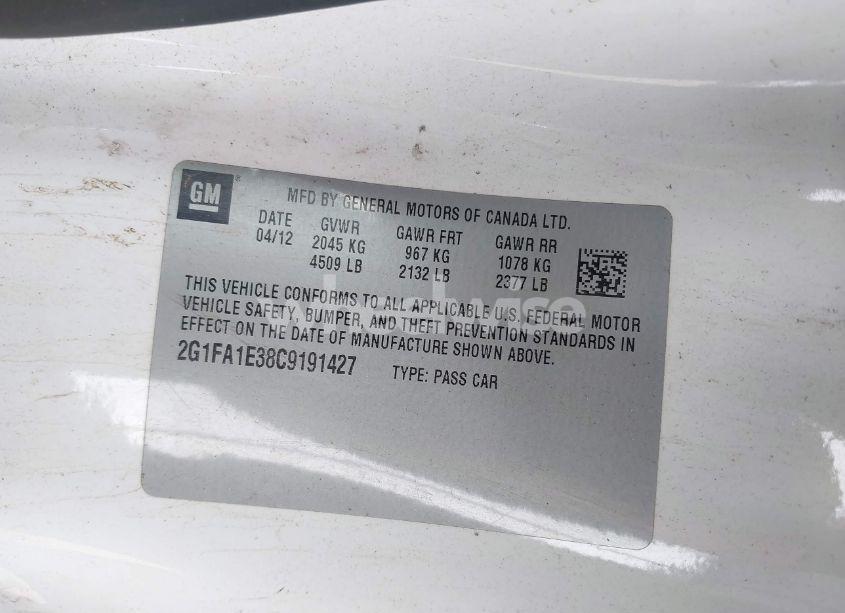 GM
MFD BY GENERAL MOTORS OF CANADA LTD.
DATE GVWR GAWR FRT GAWR RR
04/12 2045 KG 967 KG 1078 KG
4509 LB 2132 LB 2377 LB
THIS VEHICLE CONFORMS TO ALL APPLICABLE U.S. FEDERAL MOTOR
VEHICLE SAFETY, BUMPER, AND THEFT PREVENTION STANDARDS IN
EFFECT ON THE DATE OF MANUFACTURE SHOWN ABOVE.
2G1FA1E38C9191427 TYPE: PASS CAR